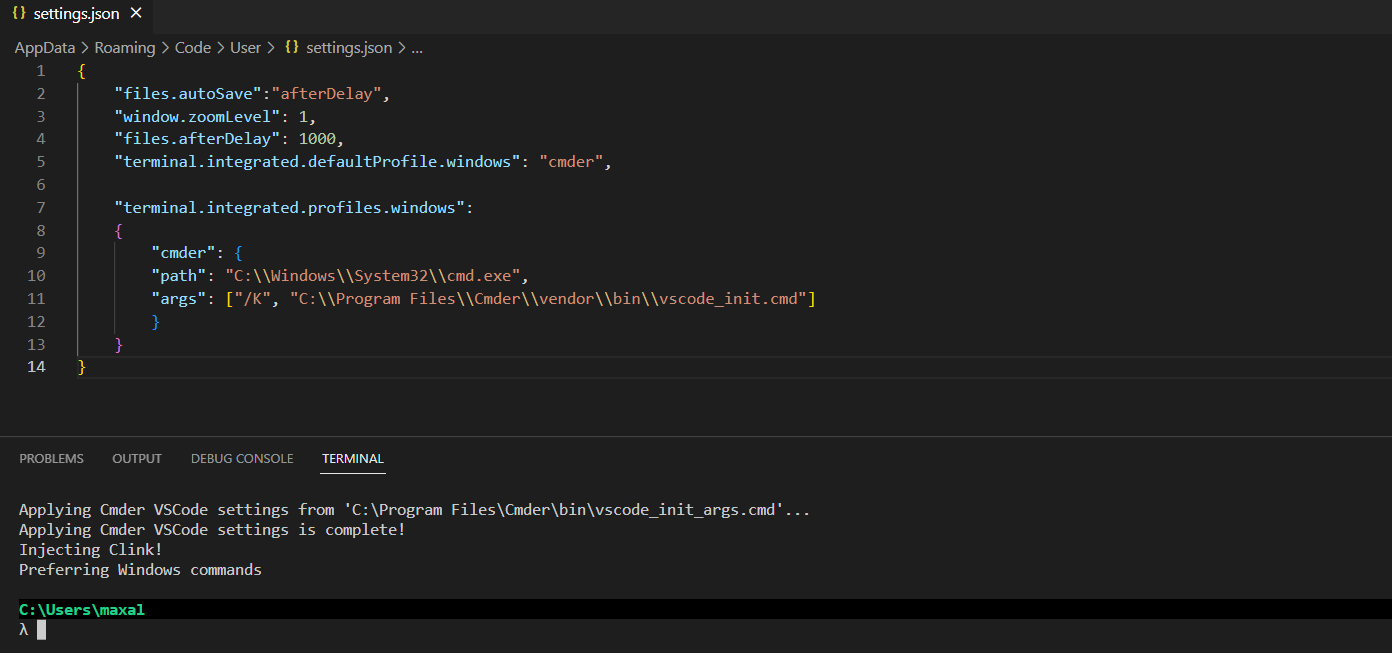 {} settings.json ×
AppData > Roaming > Code > User > {} settings.json > ...
1 {
2 "files.autoSave":"afterDelay",
3 "window.zoomLevel": 1,
4 "files.afterDelay": 1000,
5 "terminal.integrated.defaultProfile.windows": "cmder",
6
7 "terminal.integrated.profiles.windows":
8 {
9 "cmder": {
10 "path": "C:\\Windows\\System32\\cmd.exe",
11 "args": ["/K", "C:\\Program Files\\Cmder\\vendor\\bin\\vscode_init.cmd"]
12 }
13 }
14 }
PROBLEMS OUTPUT DEBUG CONSOLE TERMINAL
Applying Cmder VSCode settings from 'C:\Program Files\Cmder\bin\vscode_init_args.cmd'...
Applying Cmder VSCode settings is complete!
Injecting Clink!
Preferring Windows commands
C:\Users\maxal
λ